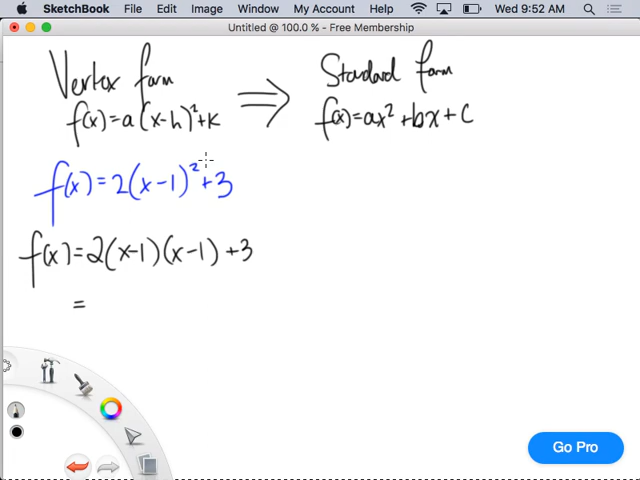 SketchBook File Edit Image Window My Account Help Wed 9:52 AM
Untitled @ 100.0 % - Free Membership
Vertex form
f(x)=a(x-h)²+k
⇒
Standard form
f(x)=ax²+bx+c
f(x)=2(x-1)²+3
f(x)=2(x-1)(x-1)+3
=
Go Pro